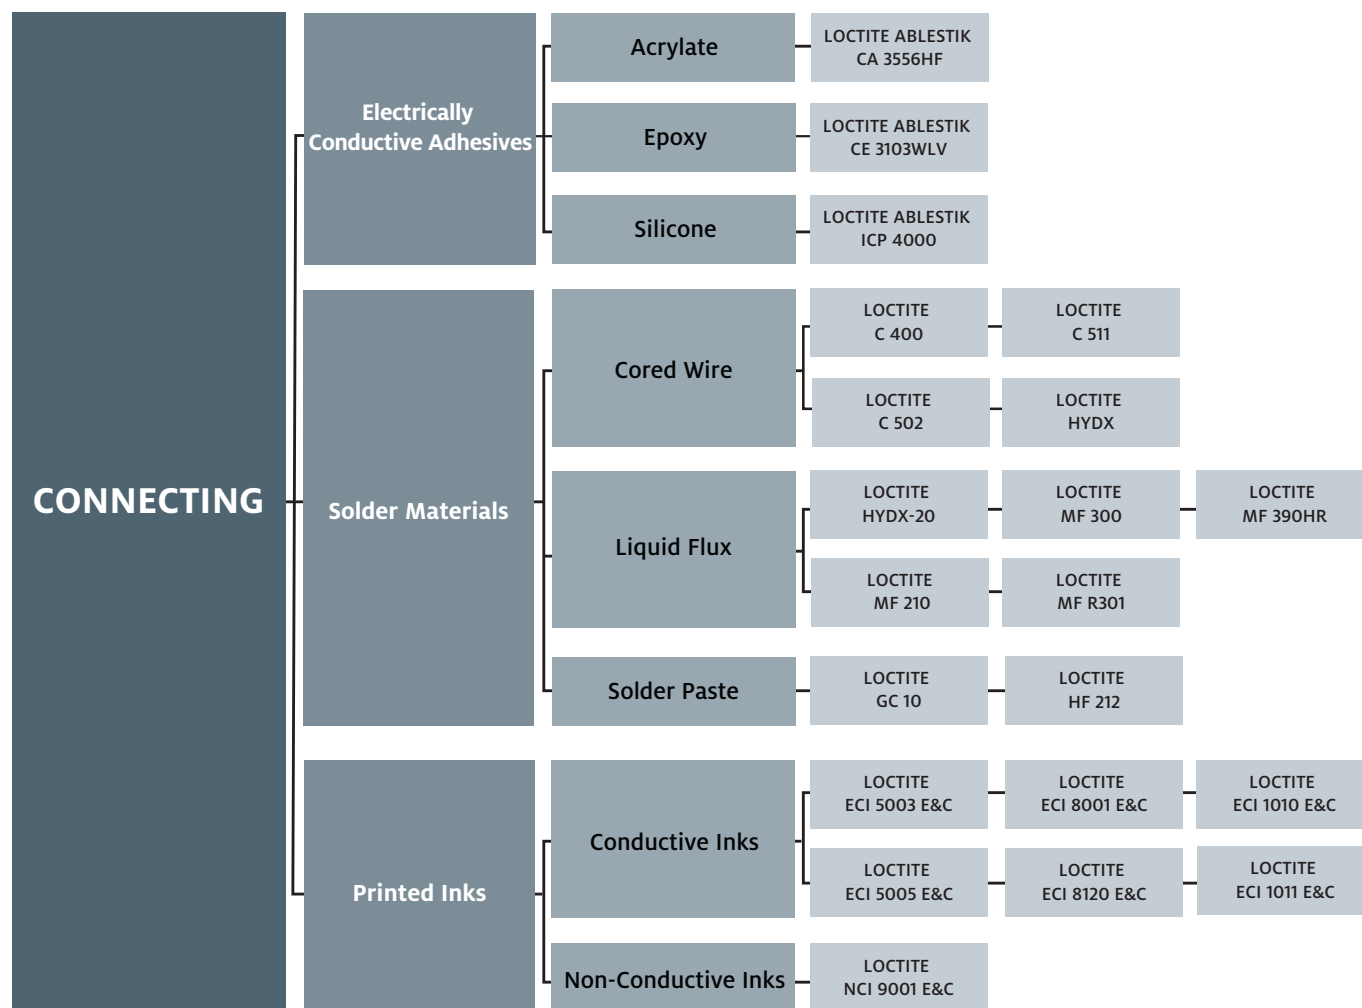 CONNECTING
Electrically
Conductive Adhesives
Acrylate
LOCTITE ABLESTIK
CA 3556HF
Epoxy
LOCTITE ABLESTIK
CE 3103WLV
Silicone
LOCTITE ABLESTIK
ICP 4000
Solder Materials
Cored Wire
LOCTITE
C 400
LOCTITE
C 511
LOCTITE
C 502
LOCTITE
HYDX
Liquid Flux
LOCTITE
HYDX-20
LOCTITE
MF 300
LOCTITE
MF 390HR
LOCTITE
MF 210
LOCTITE
MF R301
Solder Paste
LOCTITE
GC 10
LOCTITE
HF 212
Printed Inks
Conductive Inks
LOCTITE
ECI 5003 E&C
LOCTITE
ECI 8001 E&C
LOCTITE
ECI 1010 E&C
LOCTITE
ECI 5005 E&C
LOCTITE
ECI 8120 E&C
LOCTITE
ECI 1011 E&C
Non-Conductive Inks
LOCTITE
NCI 9001 E&C